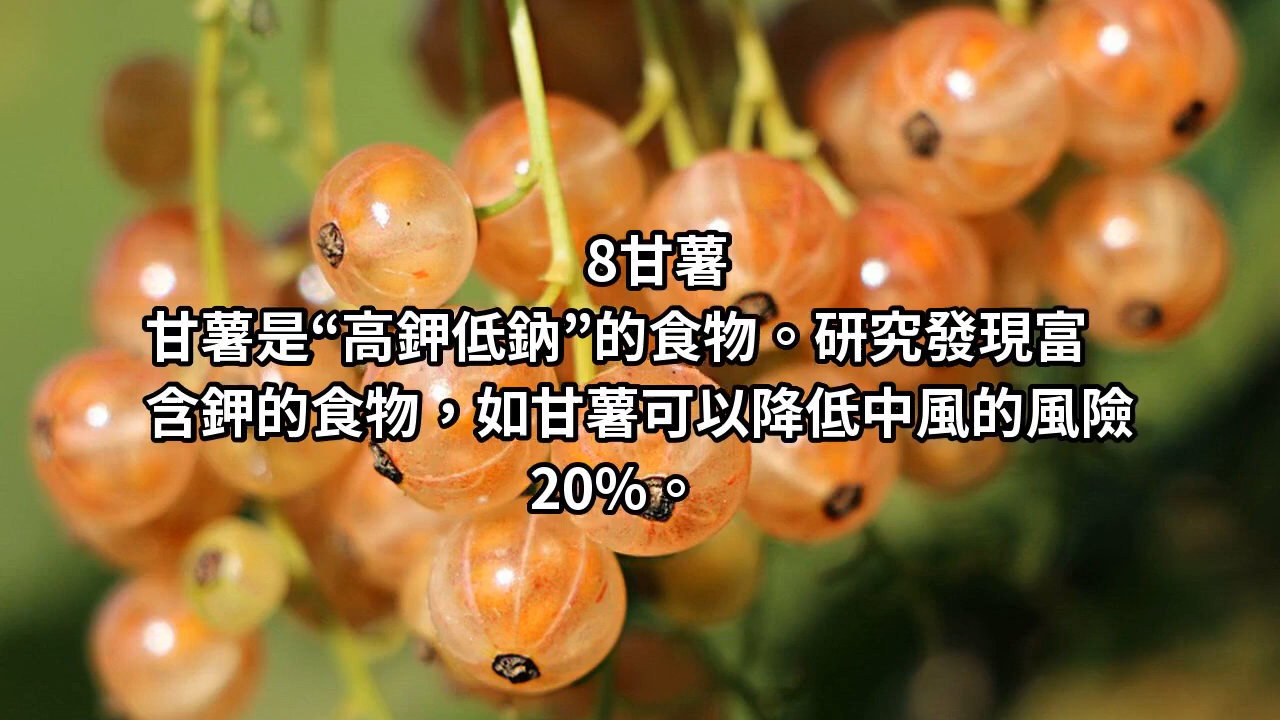 8甘薯
甘薯是“高鉀低鈉”的食物。研究發現富
含鉀的食物，如甘薯可以降低中風的風險
20%。